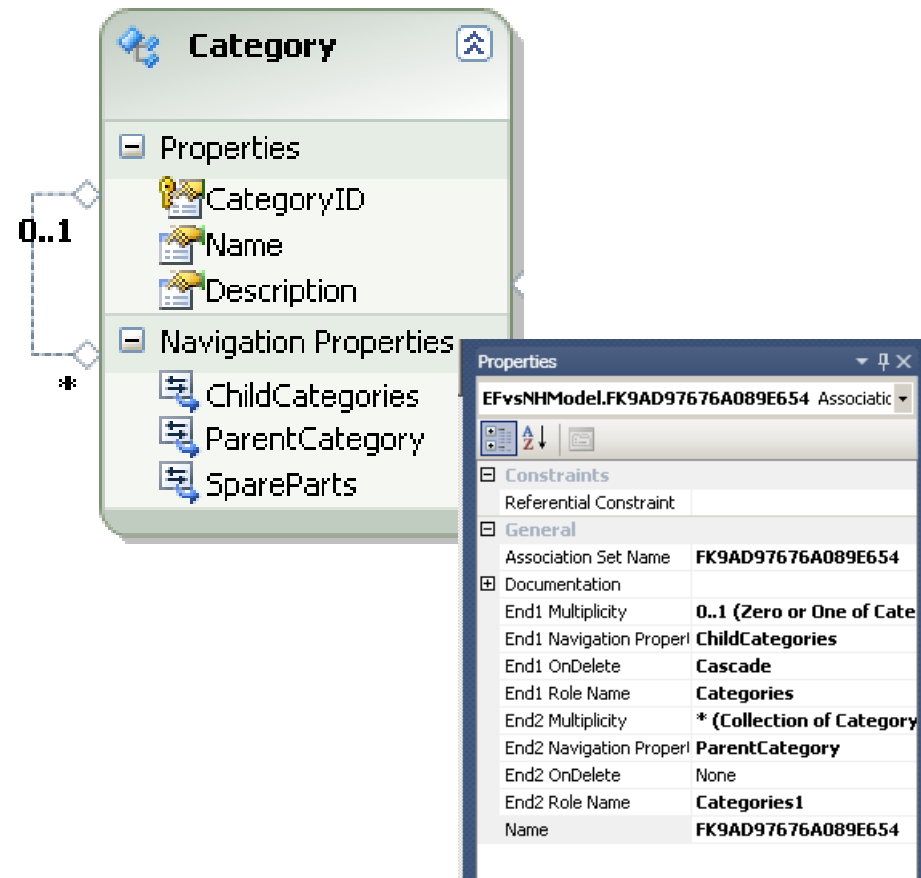 Category
Properties
CategoryID
0..1
Name
Description
Navigation Properties
*
ChildCategories
ParentCategory
SpareParts
Properties
EFvsNHModel.FK9AD97676A089E654 Associatic
A
Z
Constraints
Referential Constraint
General
Association Set Name FK9AD97676A089E654
Documentation
End1 Multiplicity 0..1 (Zero or One of Cate
End1 Navigation Propert ChildCategories
End1 OnDelete Cascade
End1 Role Name Categories
End2 Multiplicity * (Collection of Category
End2 Navigation Propert ParentCategory
End2 OnDelete None
End2 Role Name Categories1
Name FK9AD97676A089E654